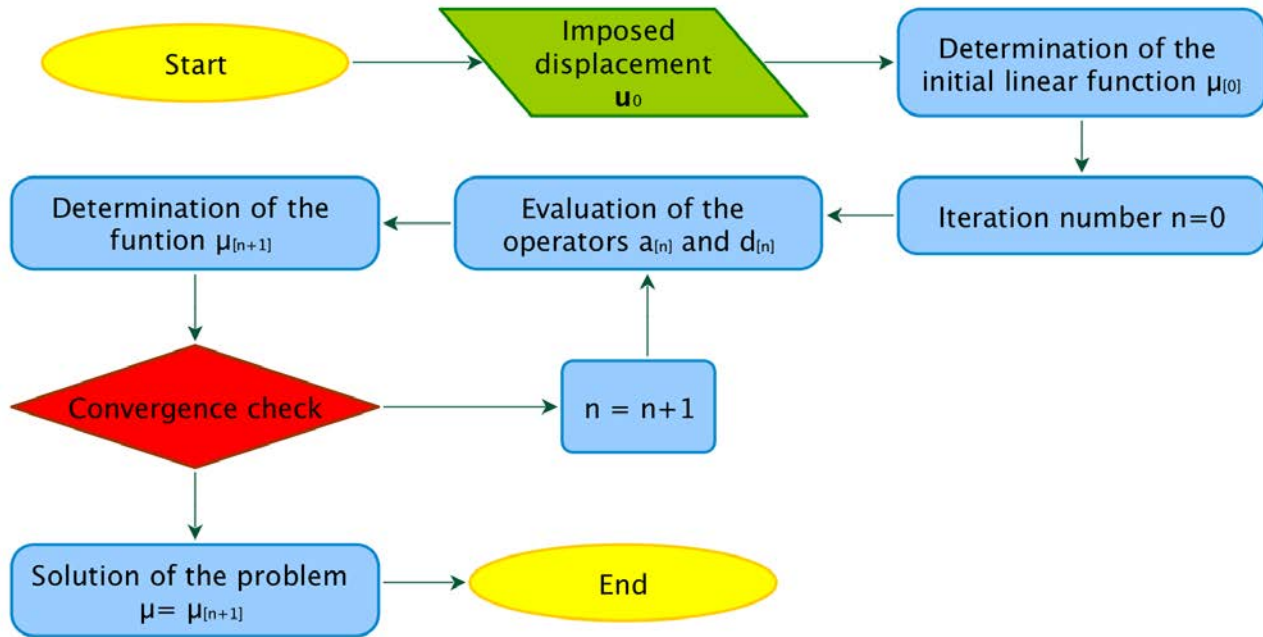 Start
Imposed
displacement
u₀
Determination of the
initial linear function μ[0]
Iteration number n=0
Evaluation of the
operators a[n] and d[n]
Determination of the
funtion μ[n+1]
Convergence check
n = n+1
Solution of the problem
μ= μ[n+1]
End